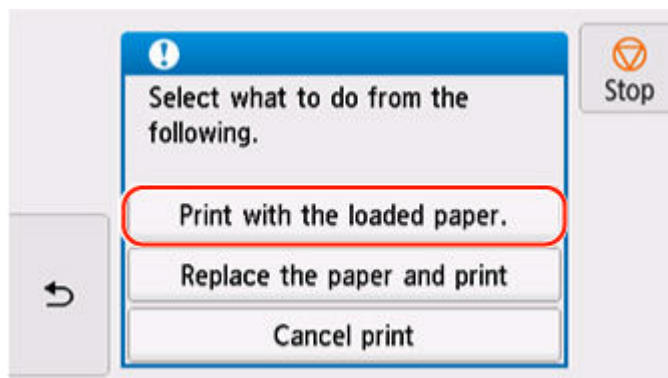 Select what to do from the
following.
Stop
Print with the loaded paper.
Replace the paper and print
Cancel print